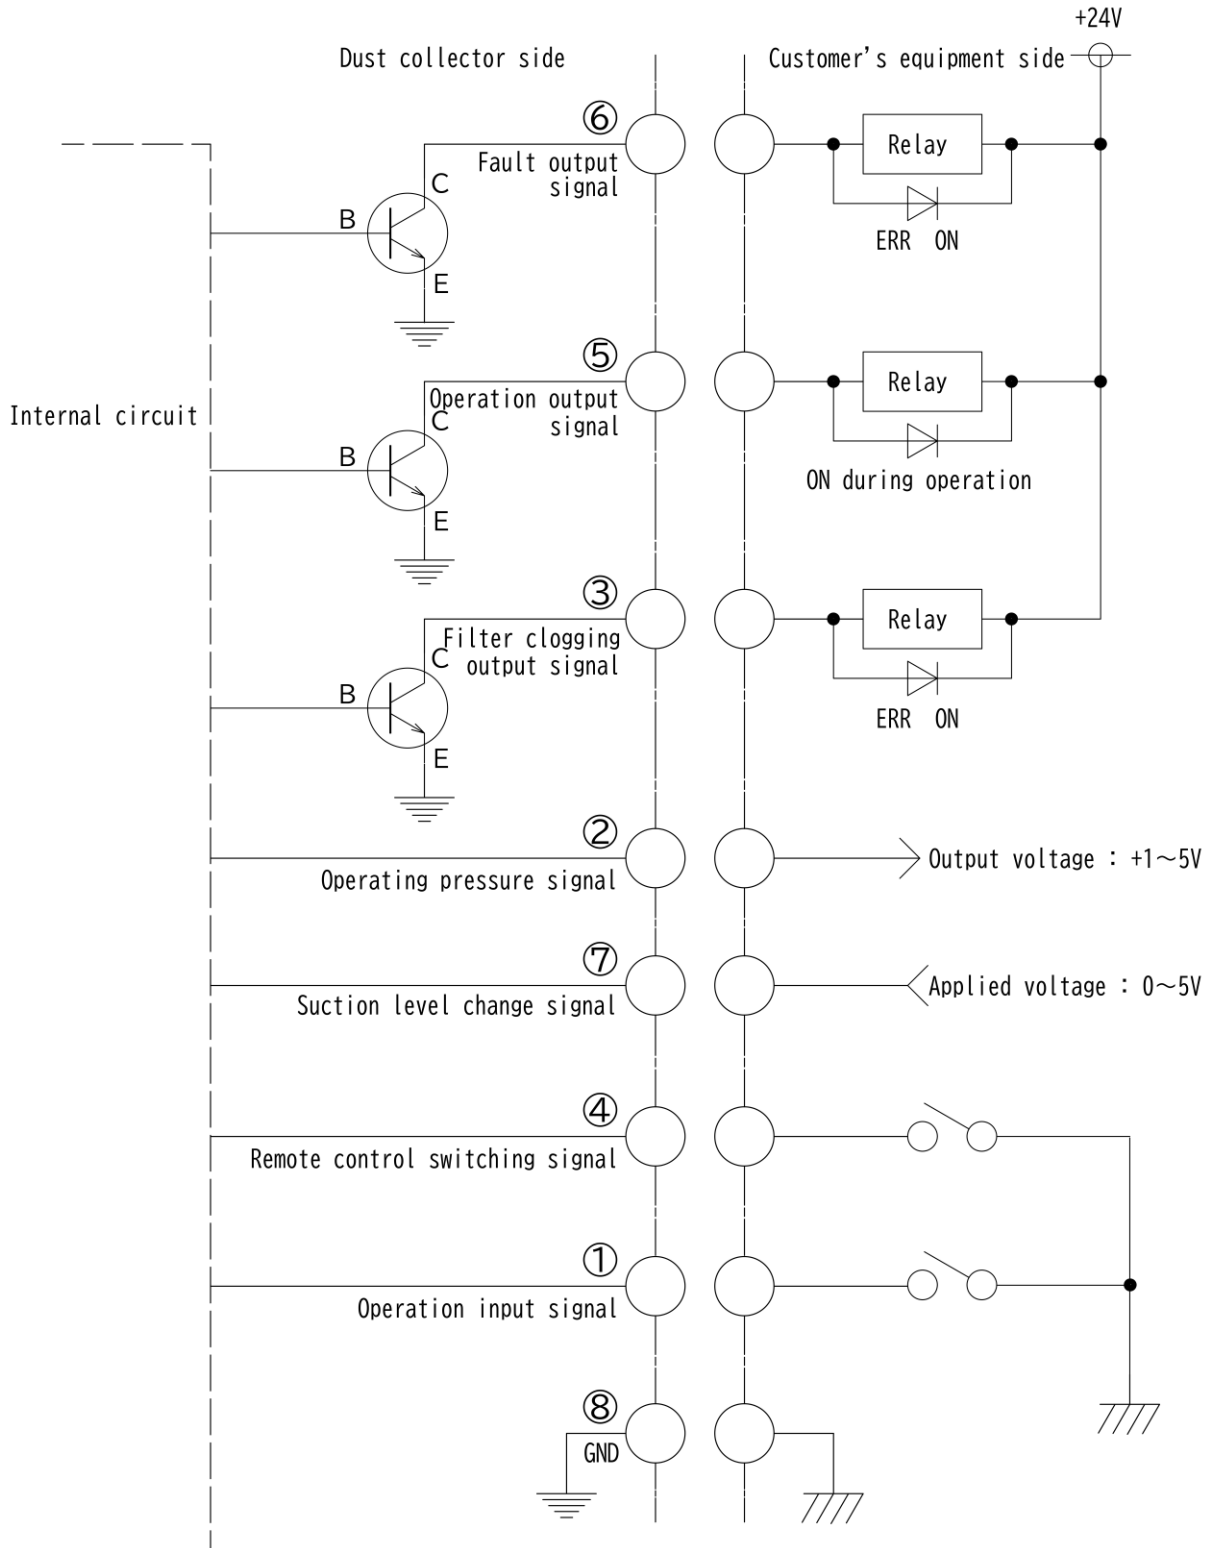 +24V
Dust collector side
Customer's equipment side
⑥
Relay
Fault output
signal
C
B
E
ERR ON
⑤
Relay
Operation output
signal
C
Internal circuit
B
E
ON during operation
③
Relay
Filter clogging
output signal
C
B
E
ERR ON
②
Operating pressure signal
Output voltage : +1～5V
⑦
Suction level change signal
Applied voltage : 0～5V
④
Remote control switching signal
①
Operation input signal
⑧
GND